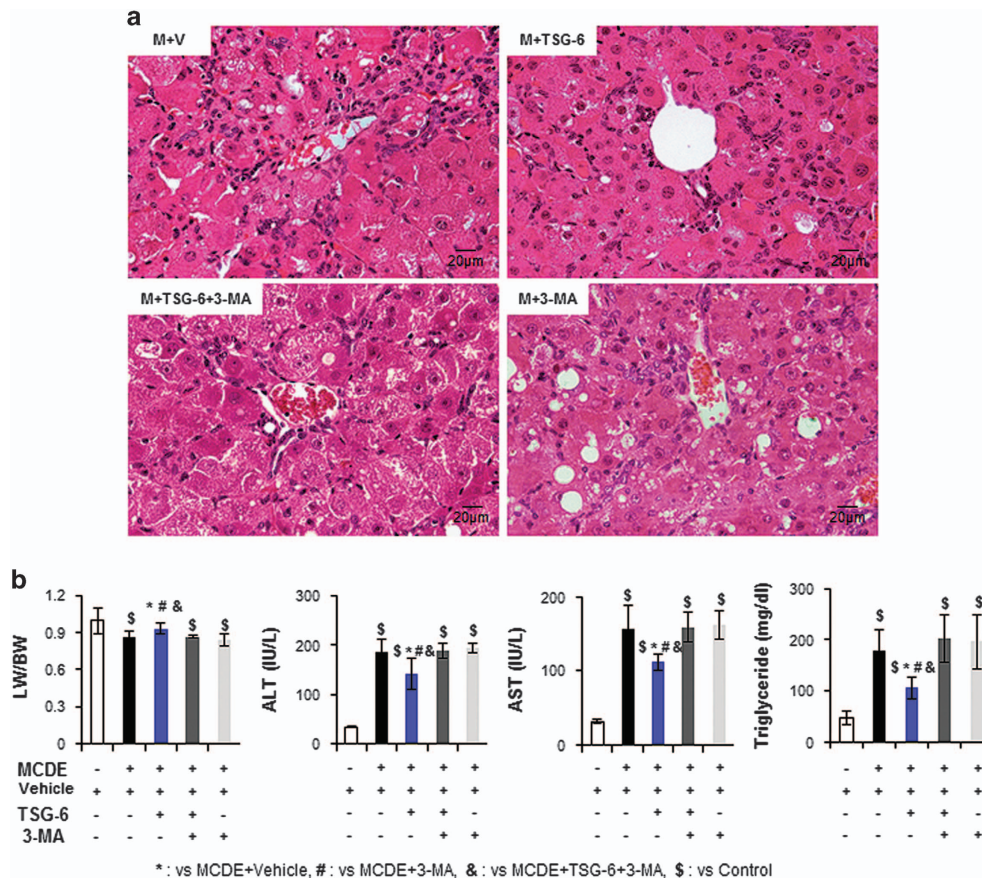 a
M+V
M+TSG-6
20μm
20μm
M+TSG-6+3-MA
M+3-MA
20μm
20μm
b
LW/BW
1.2
0.9
0.6
0.3
0
$
* # &
$
$
ALT (IU/L)
300
200
100
0
$
$ *#&
$
$
AST (IU/L)
200
100
0
$
$ *#&
$
$
Triglyceride (mg/dl)
300
200
100
0
$
$ *#&
$
$
MCDE - + + + + - + + + + - + + + + - + + + +
Vehicle + + + + + + + + + + + + + + + + + + + +
TSG-6 - - + + - - - + + - - - + + - - - + + -
3-MA - - - + + - - - + + - - - + + - - - + +
* : vs MCDE+Vehicle, # : vs MCDE+3-MA, & : vs MCDE+TSG-6+3-MA, $ : vs Control